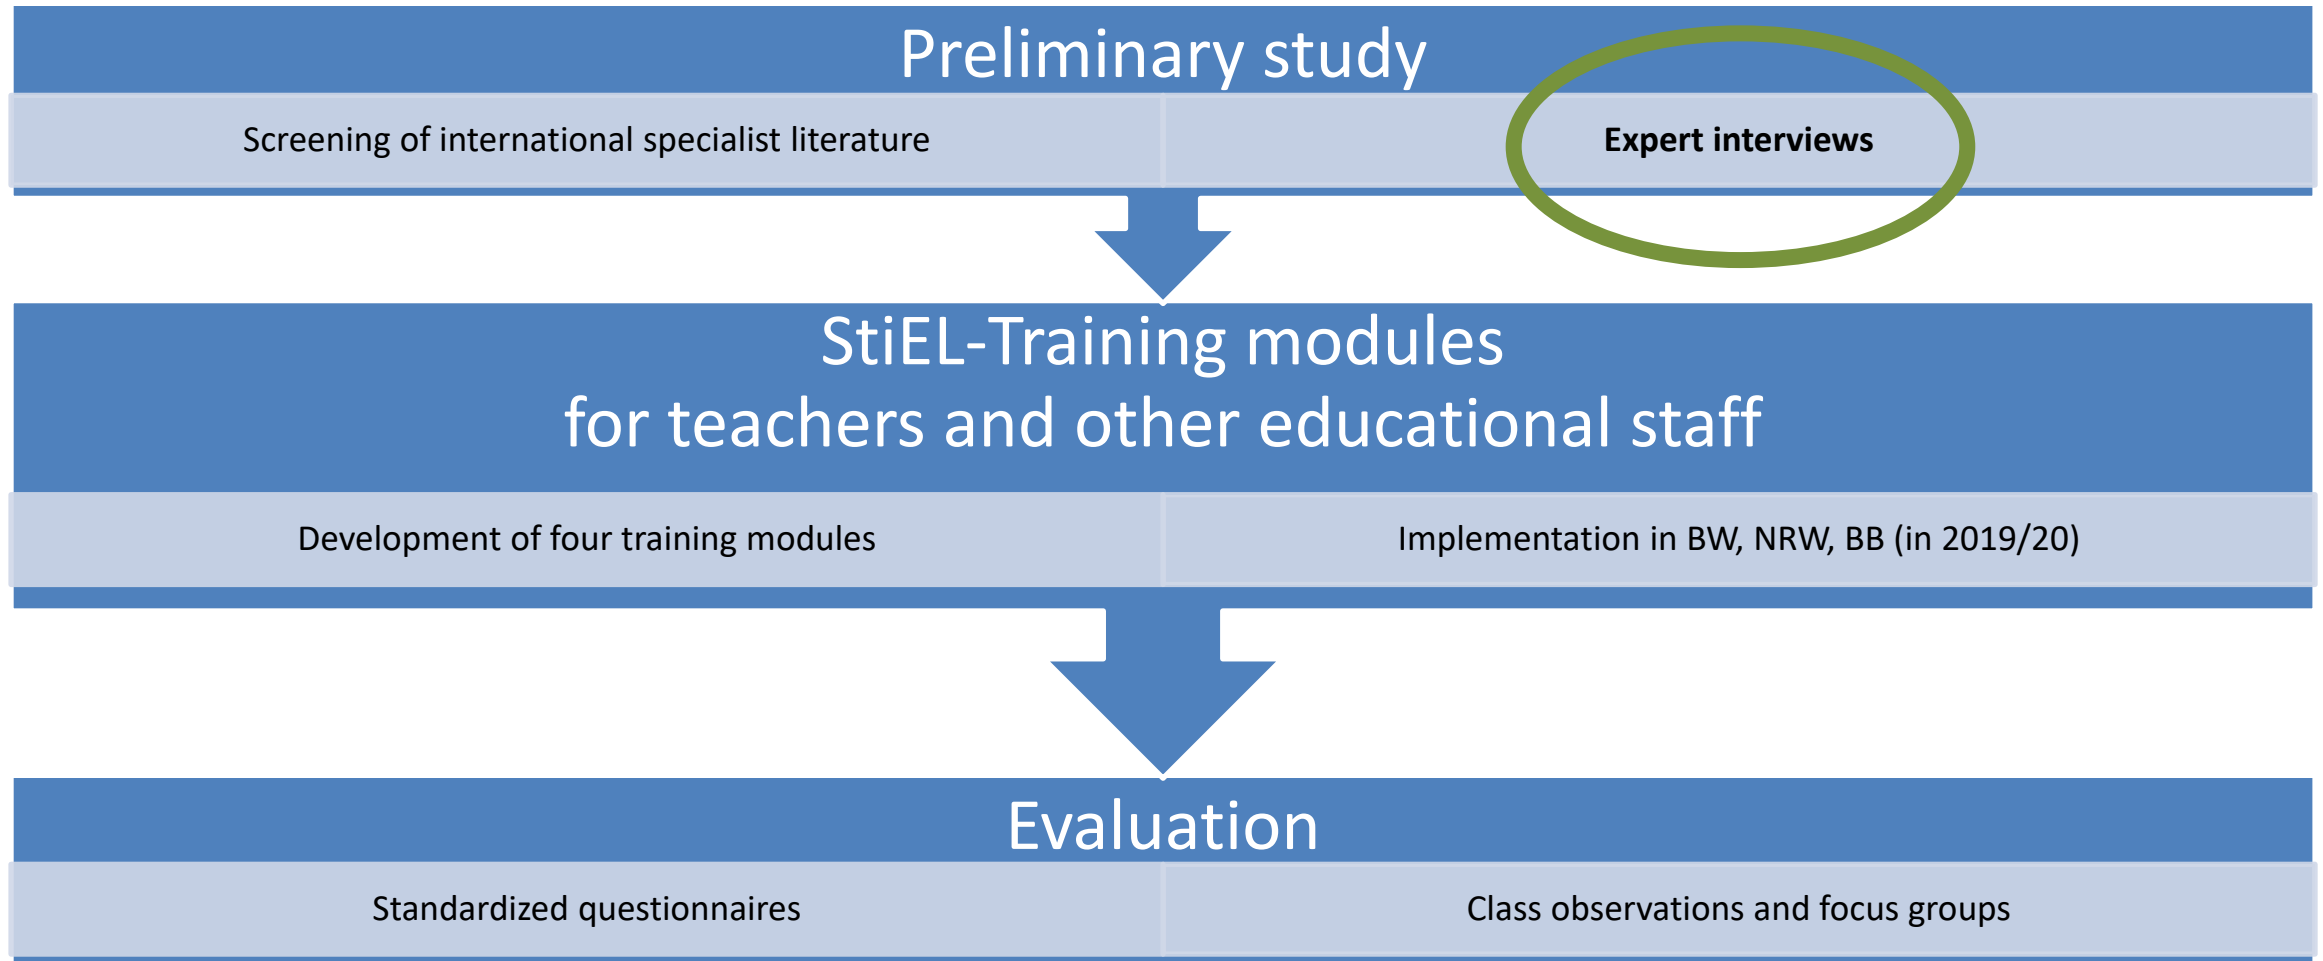 Preliminary study
Screening of international specialist literature
Expert interviews
StiEL-Training modules
for teachers and other educational staff
Development of four training modules
Implementation in BW, NRW, BB (in 2019/20)
Evaluation
Standardized questionnaires
Class observations and focus groups